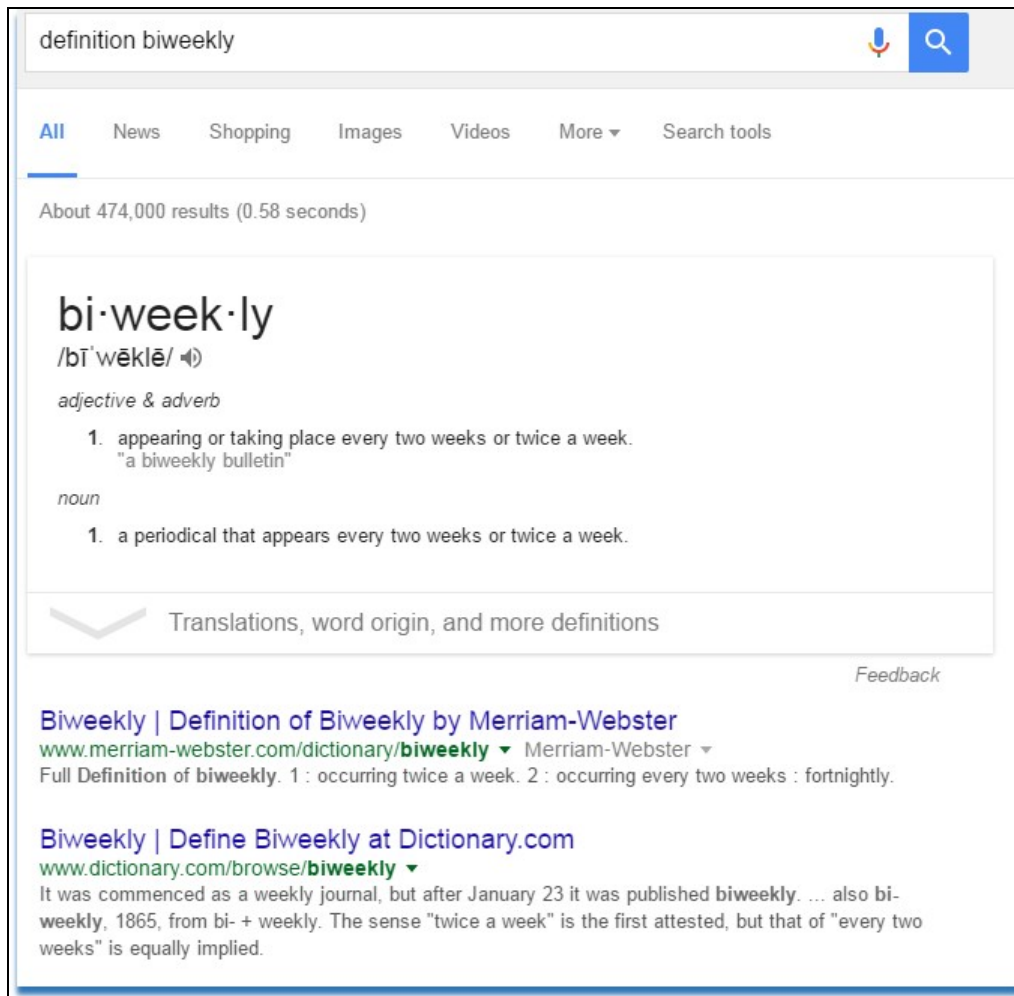 definition biweekly
All News Shopping Images Videos More Search tools
About 474,000 results (0.58 seconds)
bi·week·ly
/bīˈwēklē/
adjective & adverb
1. appearing or taking place every two weeks or twice a week.
"a biweekly bulletin"
noun
1. a periodical that appears every two weeks or twice a week.
Translations, word origin, and more definitions
Feedback
Biweekly | Definition of Biweekly by Merriam-Webster
www.merriam-webster.com/dictionary/biweekly Merriam-Webster
Full Definition of biweekly. 1 : occurring twice a week. 2 : occurring every two weeks : fortnightly.
Biweekly | Define Biweekly at Dictionary.com
www.dictionary.com/browse/biweekly
It was commenced as a weekly journal, but after January 23 it was published biweekly. ... also bi-
weekly, 1865, from bi- + weekly. The sense "twice a week" is the first attested, but that of "every two
weeks" is equally implied.